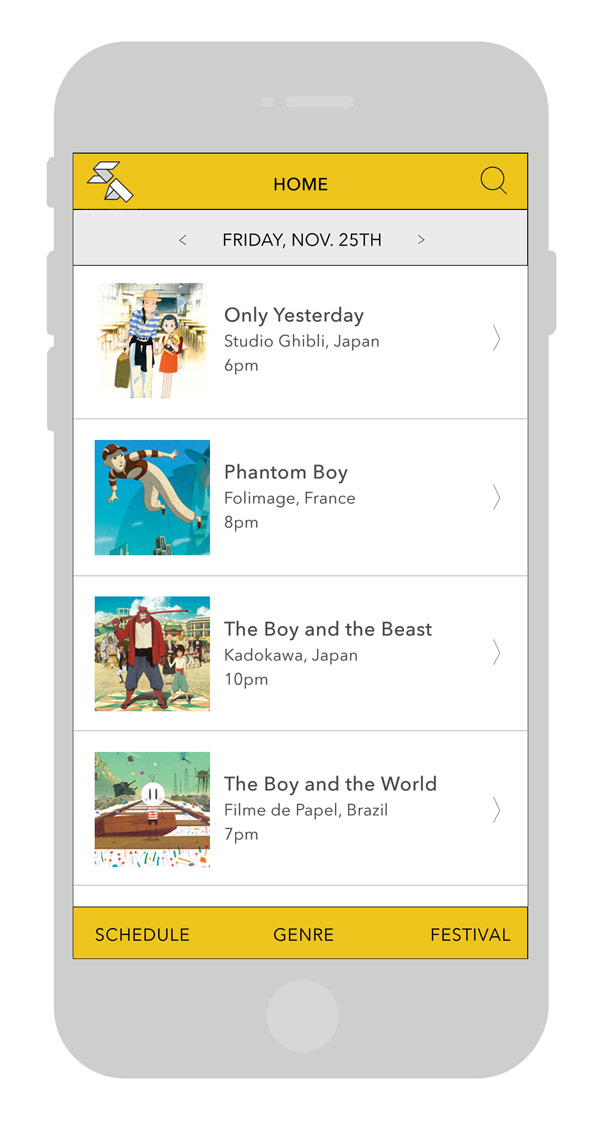 HOME
< FRIDAY, NOV. 25TH >
Only Yesterday
Studio Ghibli, Japan
6pm
Phantom Boy
Folimage, France
8pm
The Boy and the Beast
Kadokawa, Japan
10pm
The Boy and the World
Filme de Papel, Brazil
7pm
SCHEDULE GENRE FESTIVAL